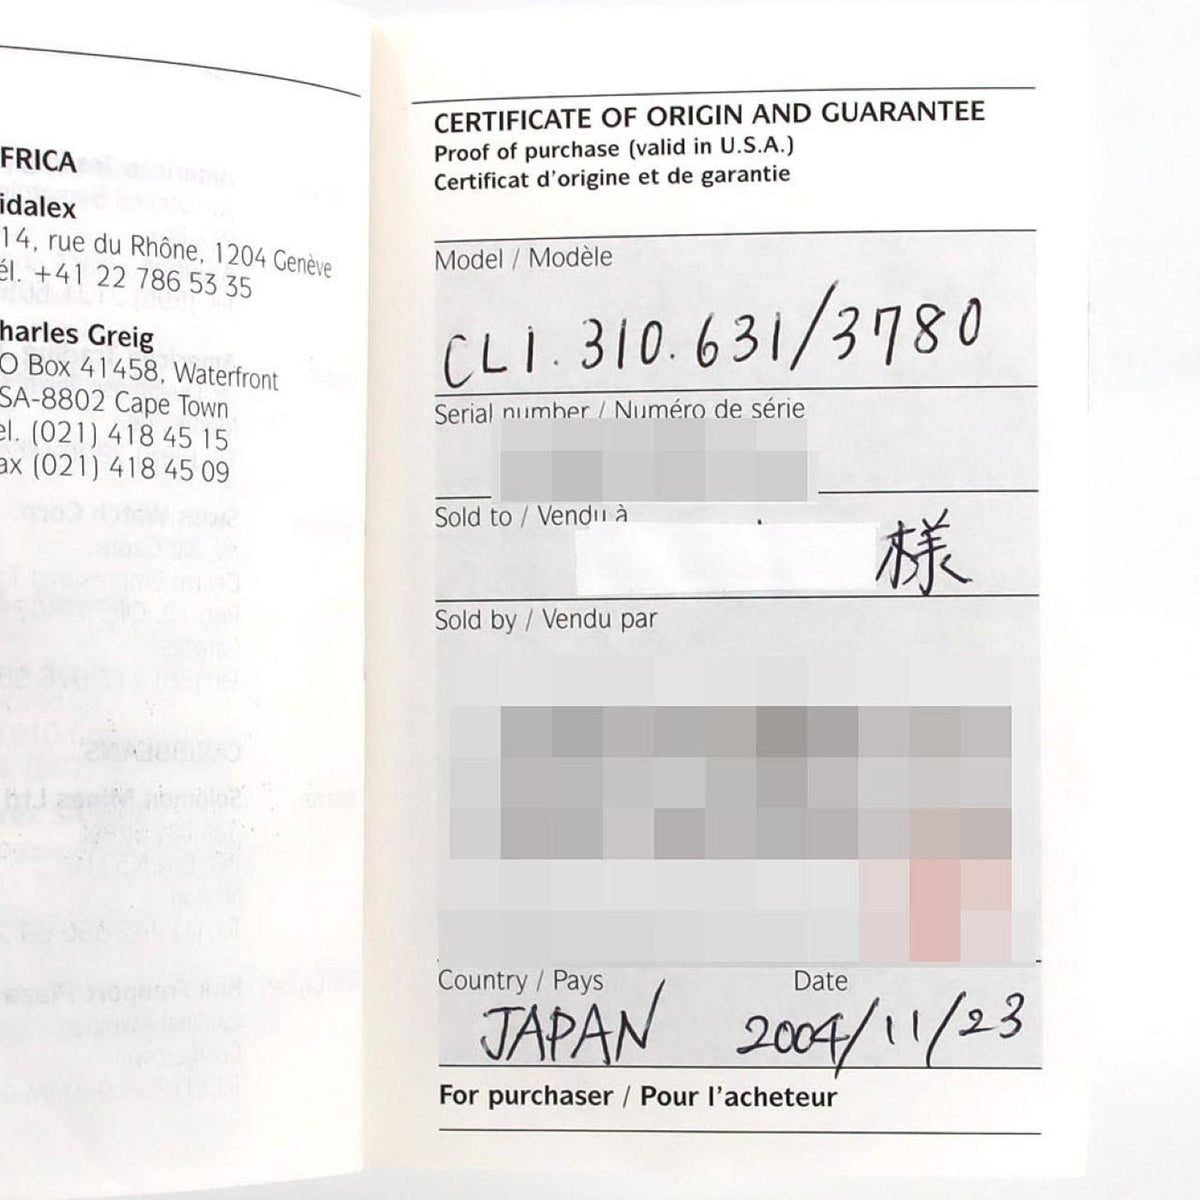 FRICA
idalex
14, rue du Rhône, 1204 Genève
él. +41 22 786 53 35
harles Greig
O Box 41458, Waterfront
SA-8802 Cape Town
el. (021) 418 45 15
ax (021) 418 45 09
CERTIFICATE OF ORIGIN AND GUARANTEE
Proof of purchase (valid in U.S.A.)
Certificat d'origine et de garantie
Model / Modèle
CL1.310.631/3780
Serial number / Numéro de série
Sold to / Vendu à
様
Sold by / Vendu par
Country / Pays Date
JAPAN 2004/11/23
For purchaser / Pour l'acheteur